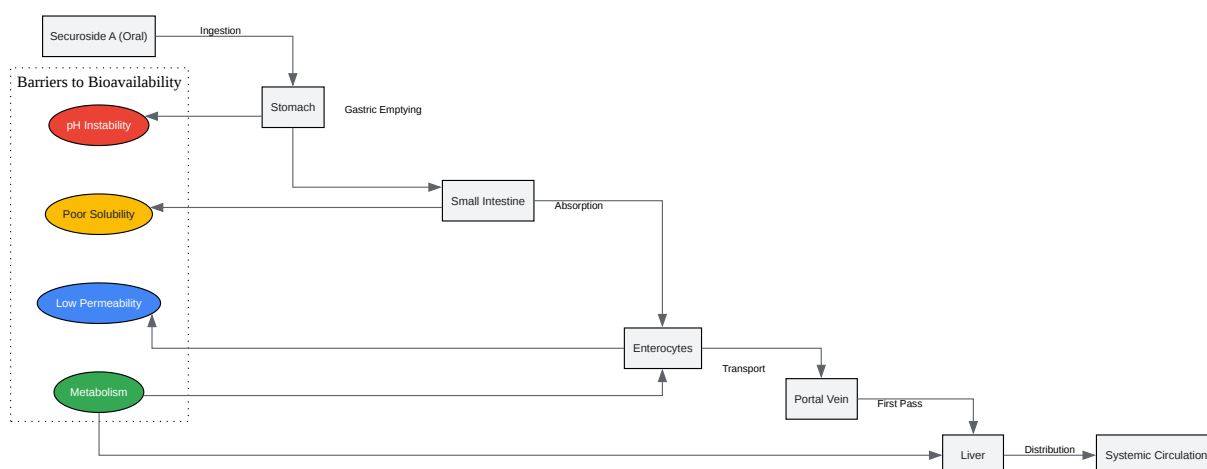 Securoside A (Oral)
Ingestion
Barriers to Bioavailability
Stomach
Gastric Emptying
pH Instability
Small Intestine
Absorption
Poor Solubility
Low Permeability
Enterocytes
Transport
Metabolism
Portal Vein
First Pass
Liver
Distribution
Systemic Circulation